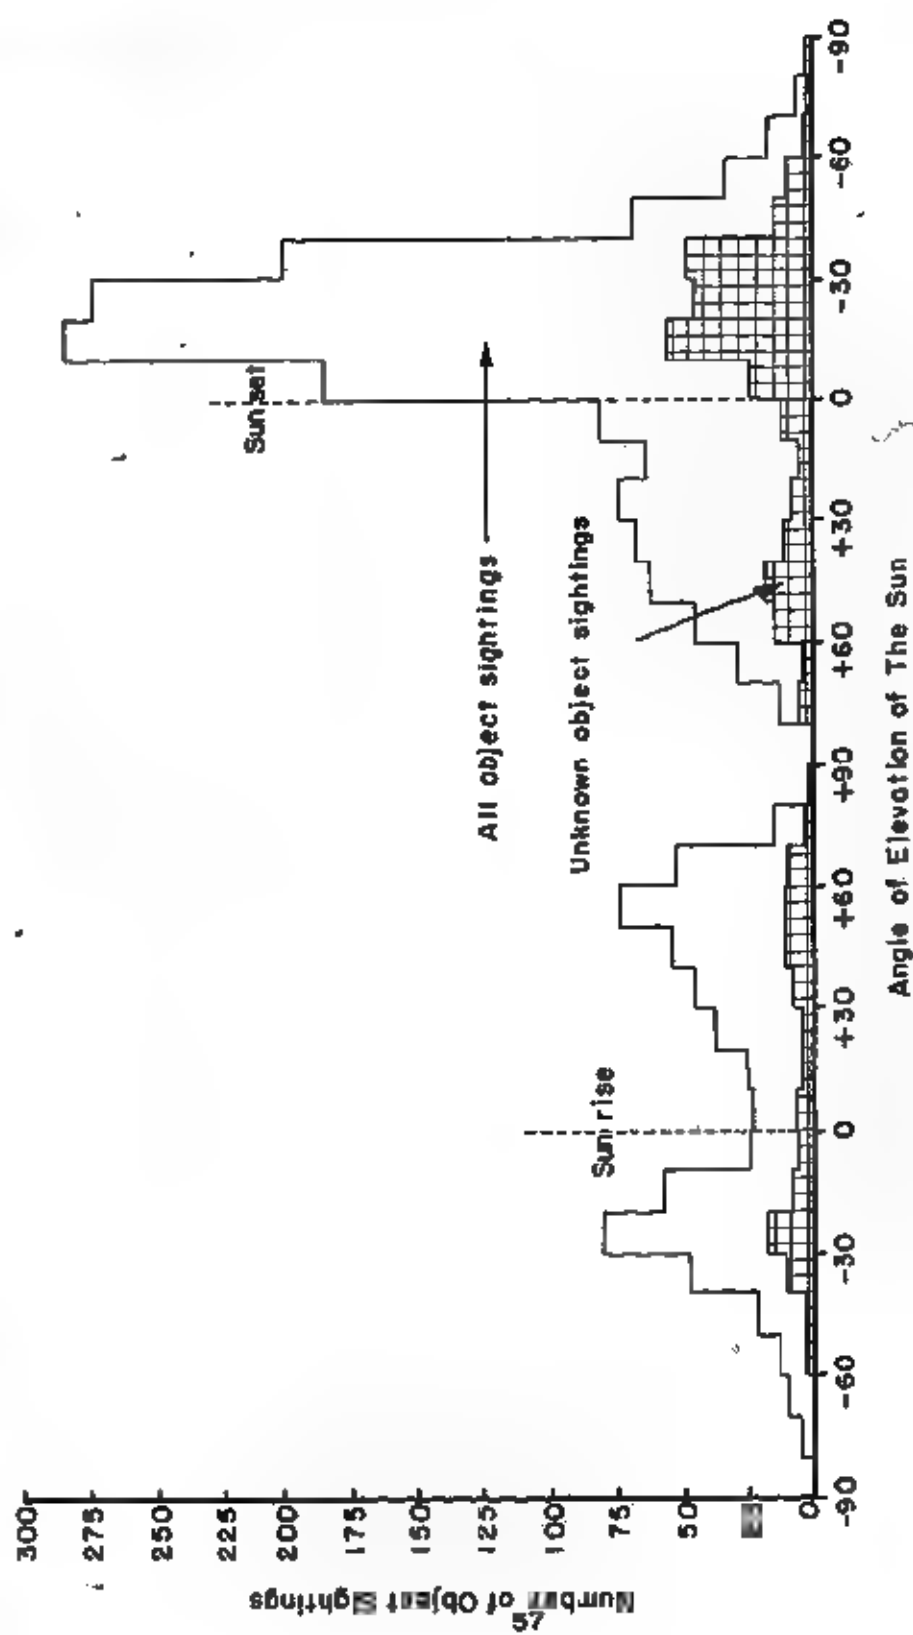 Number of Object Sightings
57
300
275
250
225
200
175
150
125
100
75
50
0
Sunset
All object sightings
Unknown object sightings
Sun rise
-90 -60 -30 0 +30 +60 +90 +60 +30 0 -30 -60 -90
Angle of Elevation of The Sun